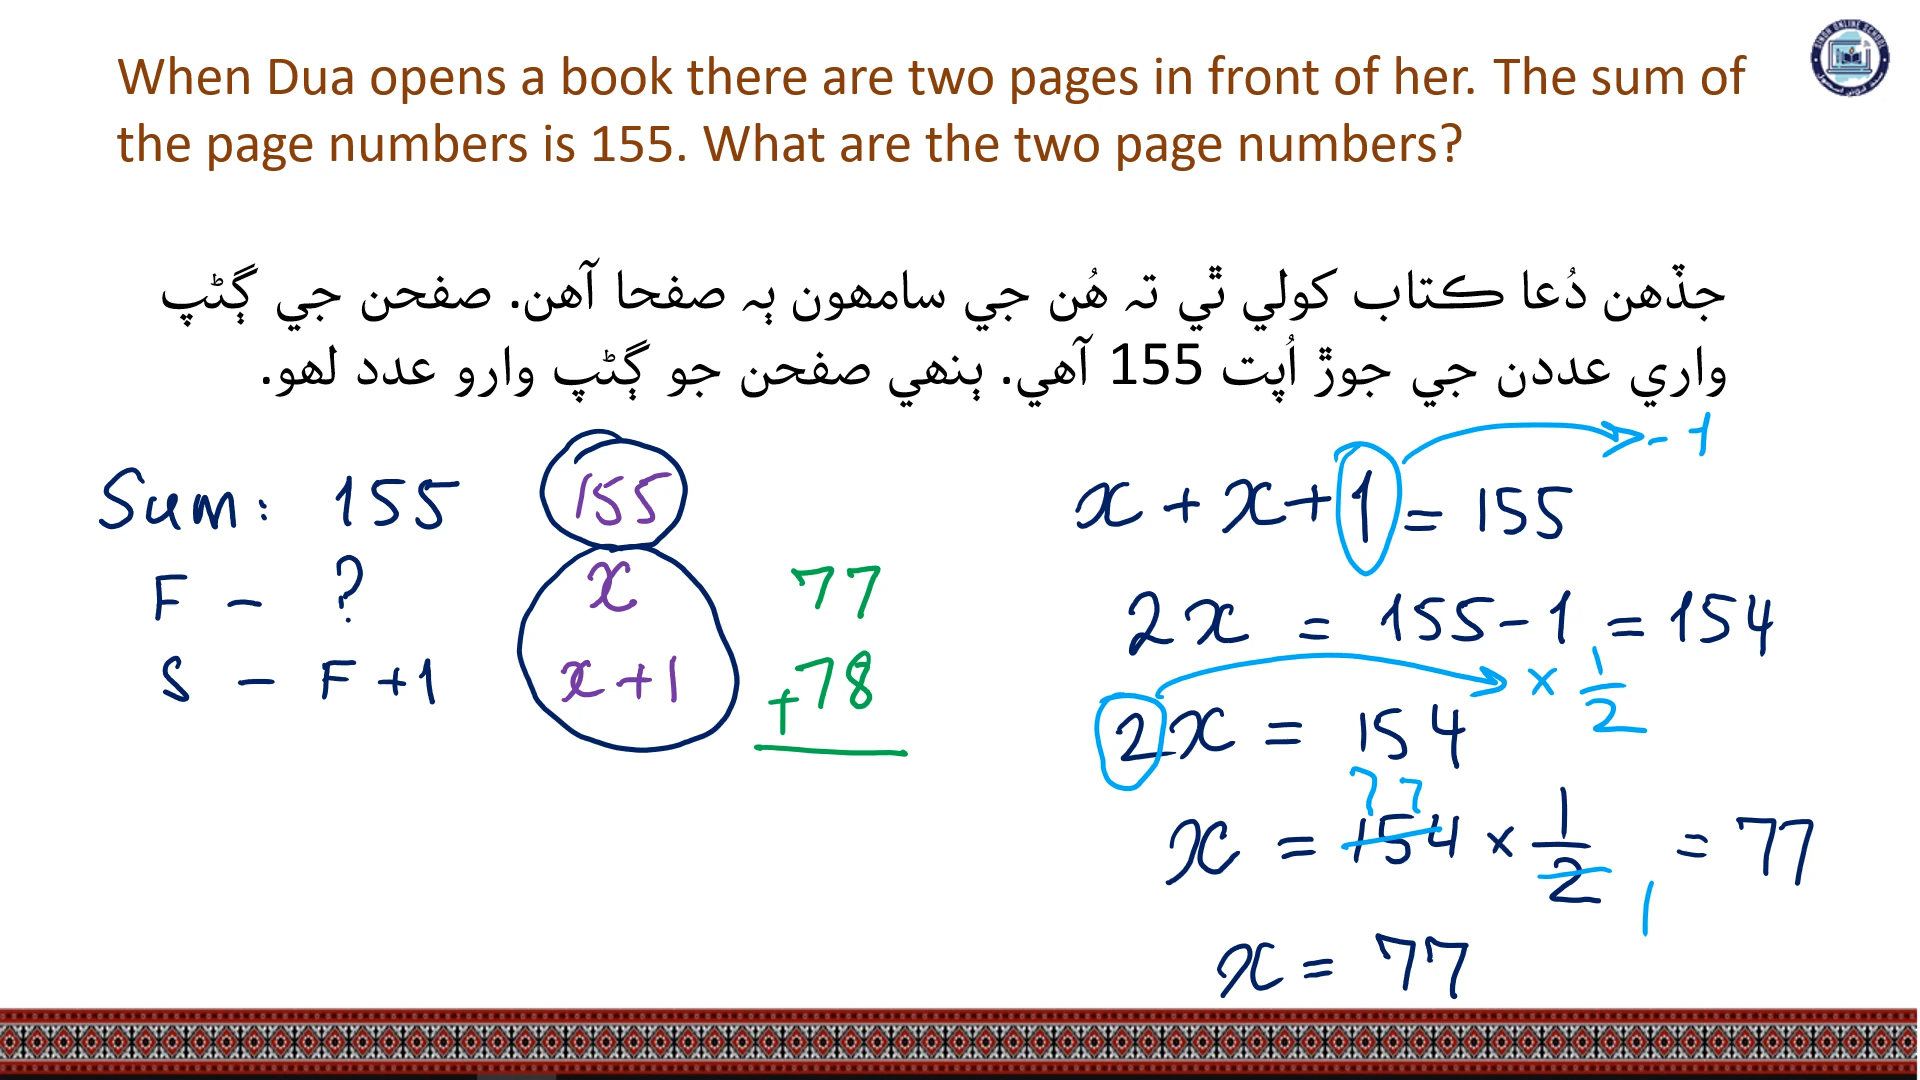 When Dua opens a book there are two pages in front of her. The sum of
the page numbers is 155. What are the two page numbers?
جڏهن دُعا ڪتاب کولي ٿي تہ هُن جي سامهون ٻہ صفحا آهن. صفحن جي ڳڻپ
واري عددن جي جوڙ اُپت 155 آهي. ٻنهي صفحن جو ڳڻپ وارو عدد لهو.
Sum: 155 155
F - ? x 77
S - F +1 x+1 +78
x + x+1 = 155 -1
2x = 155-1 = 154
2x = 154 × 1/2
77
x = 154 × 1/2 = 77
1
x = 77